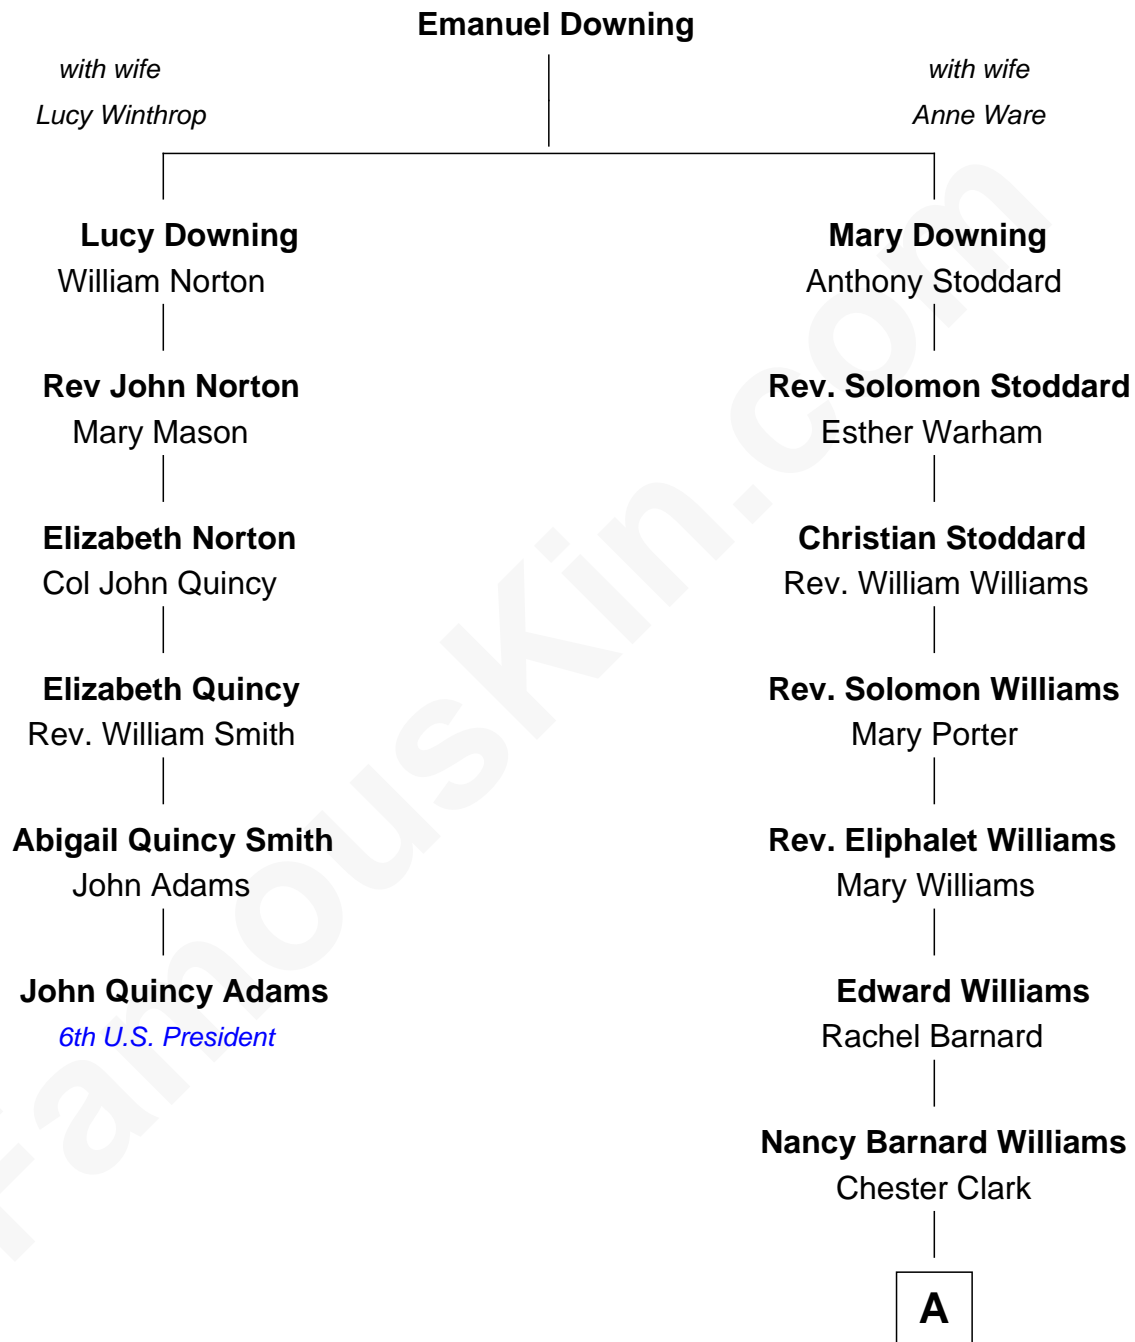 Emanuel Downing
with wife
Lucy Winthrop
with wife
Anne Ware
Lucy Downing
William Norton
Rev John Norton
Mary Mason
Elizabeth Norton
Col John Quincy
Elizabeth Quincy
Rev. William Smith
Abigail Quincy Smith
John Adams
John Quincy Adams
6th U.S. President
Mary Downing
Anthony Stoddard
Rev. Solomon Stoddard
Esther Warham
Christian Stoddard
Rev. William Williams
Rev. Solomon Williams
Mary Porter
Rev. Eliphalet Williams
Mary Williams
Edward Williams
Rachel Barnard
Nancy Barnard Williams
Chester Clark
A
FamousKin.com